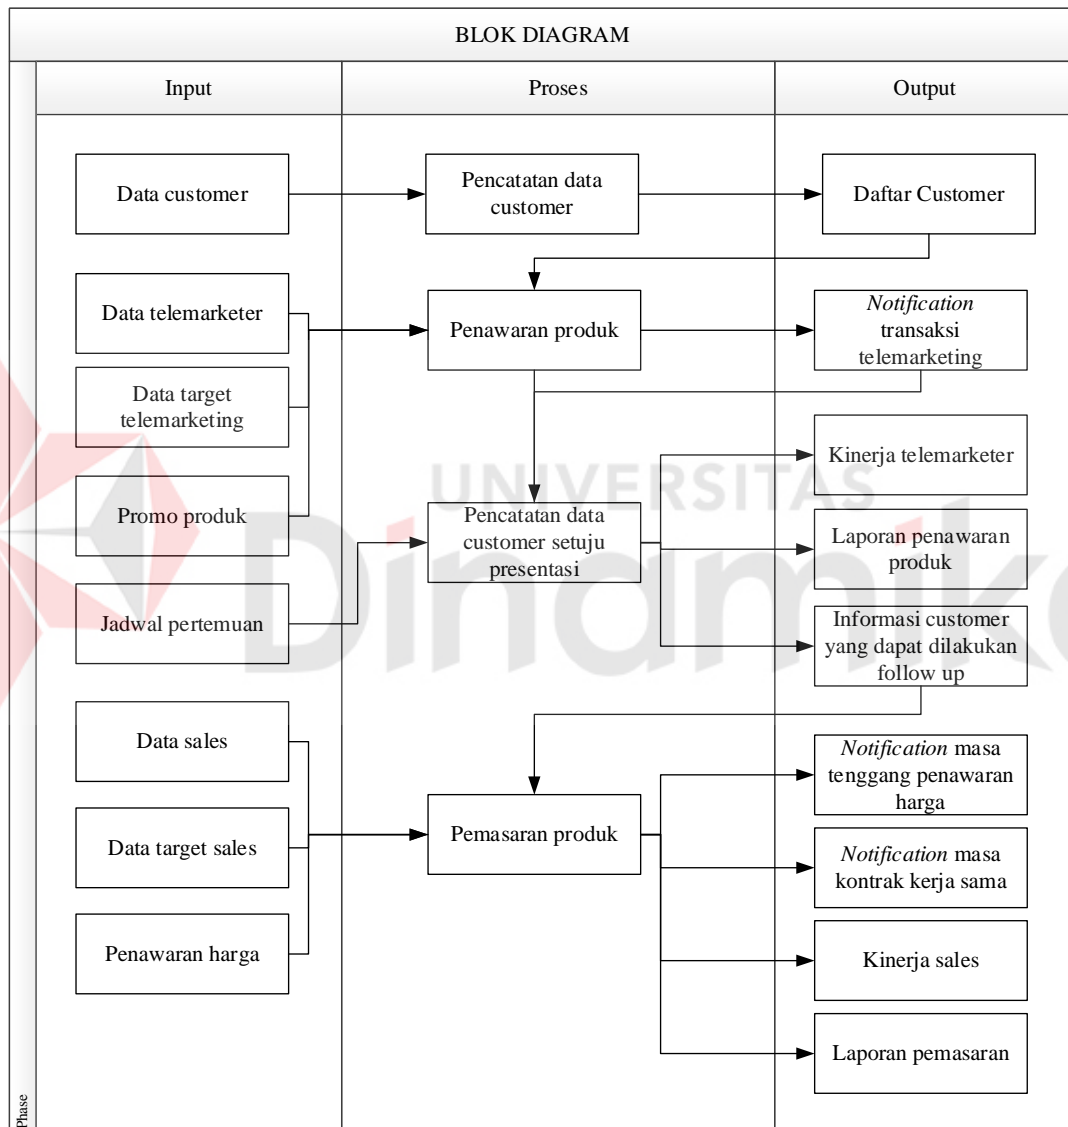 BLOK DIAGRAM
Input
Proses
Output
Data customer
Pencatatan data
customer
Daftar Customer
Data telemarketer
Penawaran produk
Notification
transaksi
telemarketing
Data target
telemarketing
Kinerja telemarketer
Promo produk
Pencatatan data
customer setuju
presentasi
Laporan penawaran
produk
Jadwal pertemuan
Informasi customer
yang dapat dilakukan
follow up
Data sales
Notification masa
tenggang penawaran
harga
Data target sales
Pemasaran produk
Notification masa
kontrak kerja sama
Penawaran harga
Kinerja sales
Laporan pemasaran
Phase
UNIVERSITAS
Dinamika